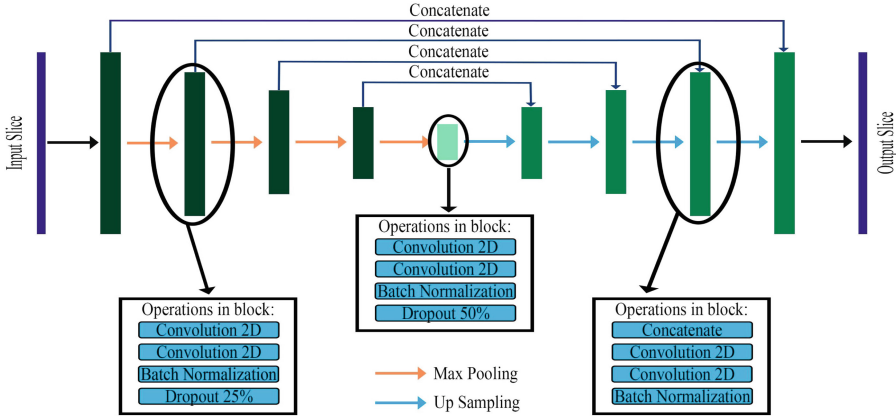 Concatenate
Concatenate
Concatenate
Concatenate
Input Slice
Output Slice
Operations in block:
Convolution 2D
Convolution 2D
Batch Normalization
Dropout 50%
Operations in block:
Convolution 2D
Convolution 2D
Batch Normalization
Dropout 25%
Operations in block:
Concatenate
Convolution 2D
Convolution 2D
Batch Normalization
Max Pooling
Up Sampling